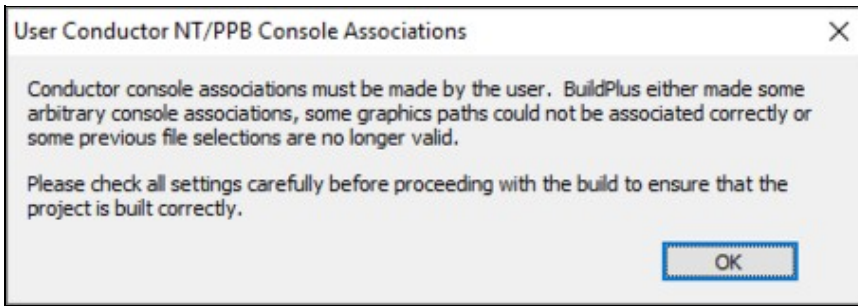 User Conductor NT/PPB Console Associations
Conductor console associations must be made by the user. BuildPlus either made some
arbitrary console associations, some graphics paths could not be associated correctly or
some previous file selections are no longer valid.
Please check all settings carefully before proceeding with the build to ensure that the
project is built correctly.
OK